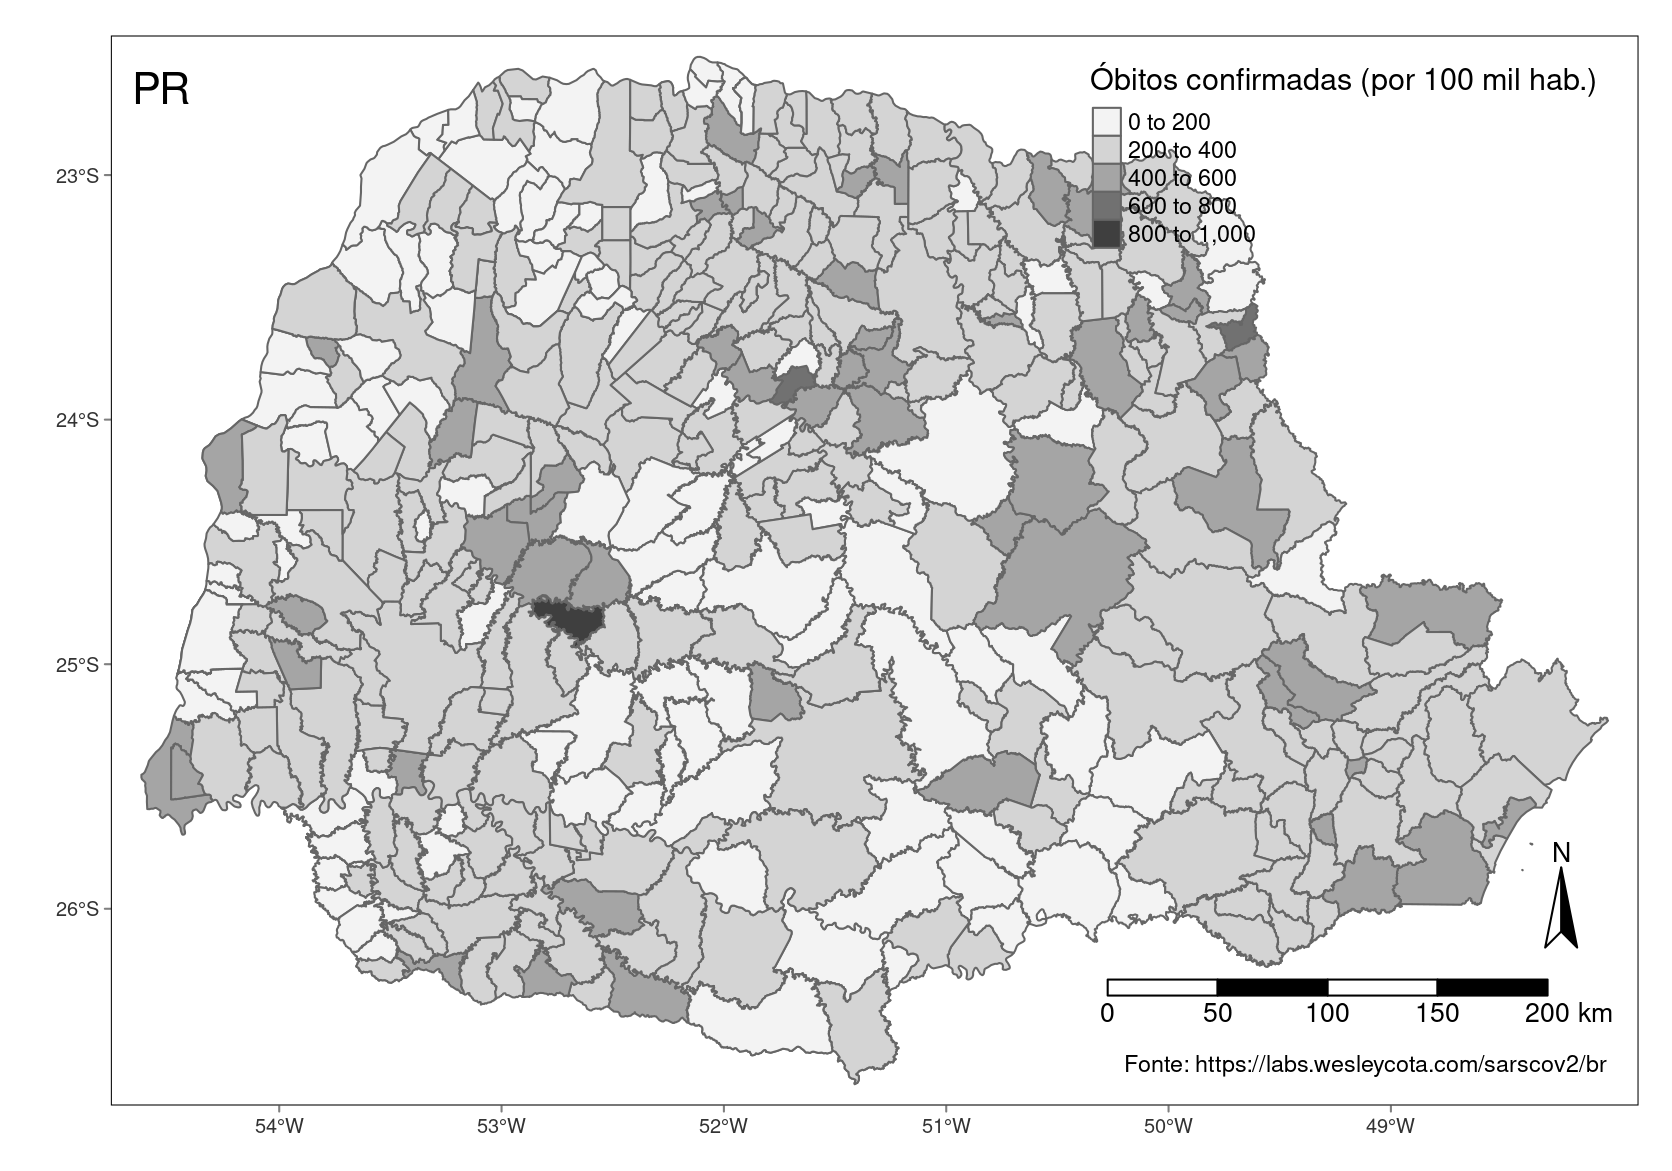 PR
Óbitos confirmadas (por 100 mil hab.)
0 to 200
200 to 400
400 to 600
600 to 800
800 to 1,000
23°S
24°S
25°S
26°S
N
0 50 100 150 200 km
Fonte: https://labs.wesleycota.com/sarscov2/br
54°W 53°W 52°W 51°W 50°W 49°W